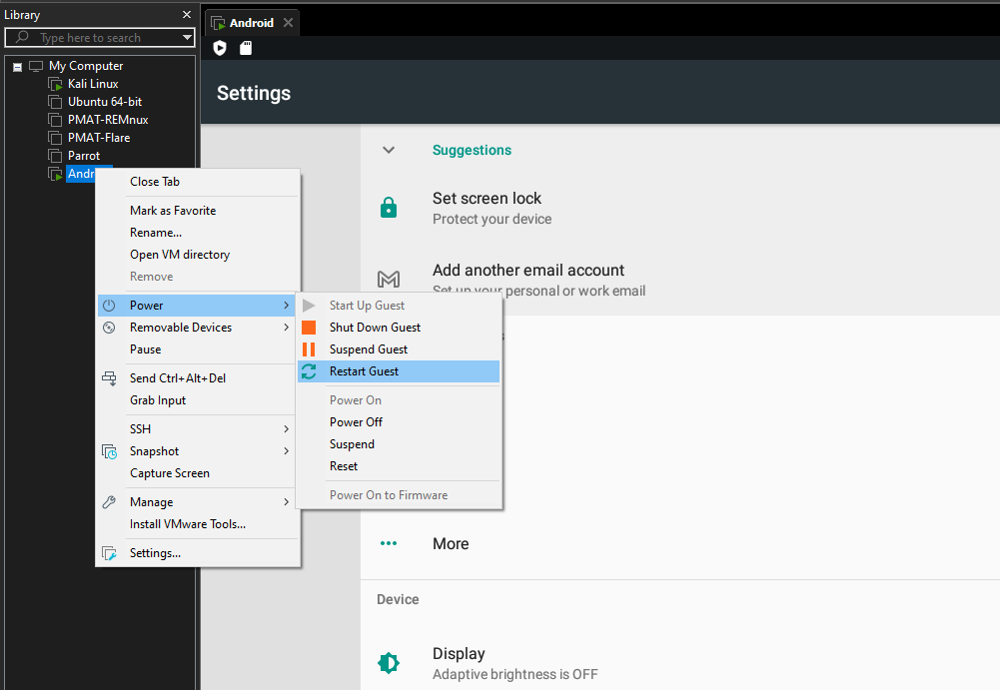 Library
Type here to search
My Computer
Kali Linux
Ubuntu 64-bit
PMAT-REMnux
PMAT-Flare
Parrot
Andr
Close Tab
Mark as Favorite
Rename...
Open VM directory
Remove
Power
Removable Devices
Pause
Send Ctrl+Alt+Del
Grab Input
SSH
Snapshot
Capture Screen
Manage
Install VMware Tools...
Settings...
Start Up Guest
Shut Down Guest
Suspend Guest
Restart Guest
Power On
Power Off
Suspend
Reset
Power On to Firmware
Android
Settings
Suggestions
Set screen lock
Protect your device
Add another email account
Set up your personal or work email
More
Device
Display
Adaptive brightness is OFF